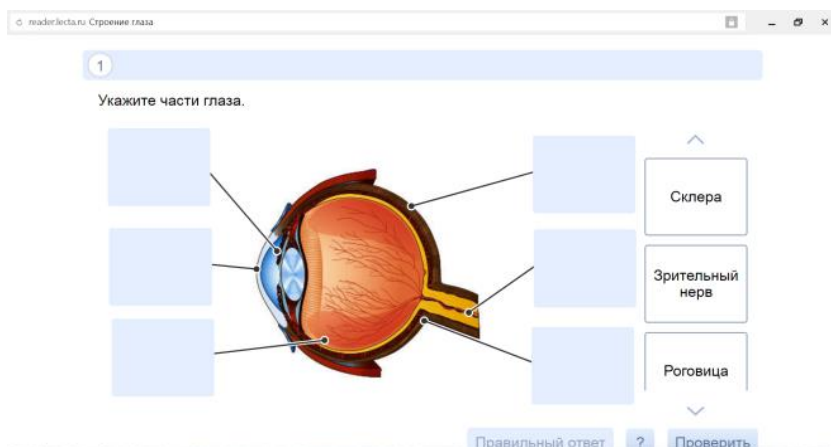 reader.lecta.ru Строение глаза
1
Укажите части глаза.
Склера
Зрительный
нерв
Роговица
Правильный ответ ? Проверить